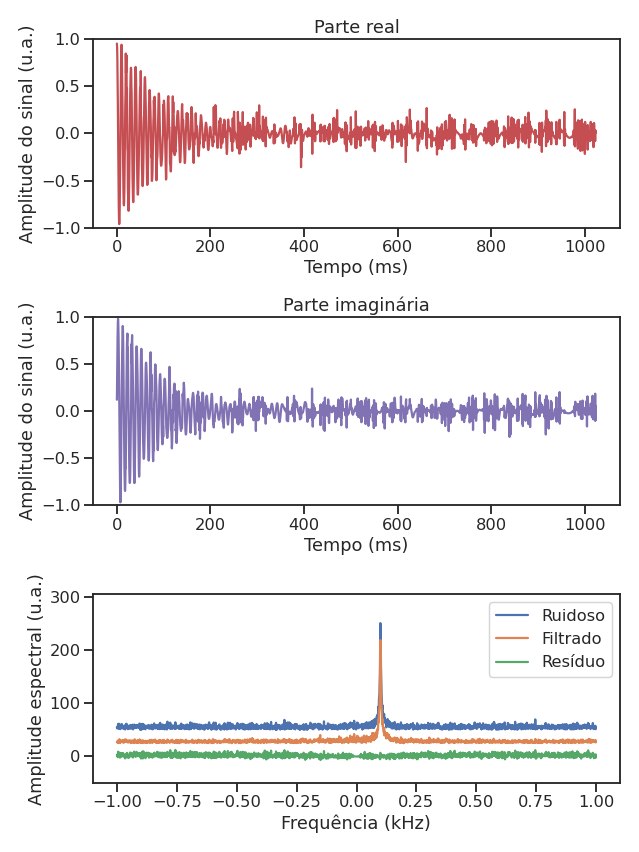 Parte real
Amplitude do sinal (u.a.)
1.0
0.5
0.0
−0.5
−1.0
0 200 400 600 800 1000
Tempo (ms)
Parte imaginária
Amplitude do sinal (u.a.)
1.0
0.5
0.0
−0.5
−1.0
0 200 400 600 800 1000
Tempo (ms)
Amplitude espectral (u.a.)
300
200
100
0
Ruidoso
Filtrado
Resíduo
−1.00 −0.75 −0.50 −0.25 0.00 0.25 0.50 0.75 1.00
Frequência (kHz)